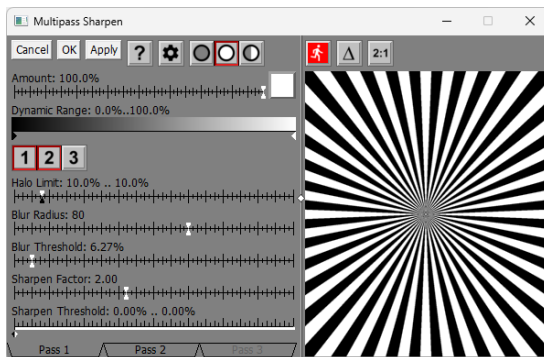 Multipass Sharpen
Cancel OK Apply ? 2:1
Amount: 100.0%
Dynamic Range: 0.0%..100.0%
1 2 3
Halo Limit: 10.0% .. 10.0%
Blur Radius: 80
Blur Threshold: 6.27%
Sharpen Factor: 2.00
Sharpen Threshold: 0.00% .. 0.00%
Pass 1 Pass 2 Pass 3